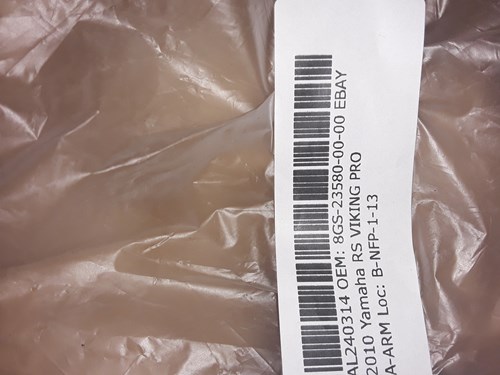 AL240314 OEM: 8GS-23580-00-00 EBAY
2010 Yamaha RS VIKING PRO
A-ARM Loc: B-NFP-1-13